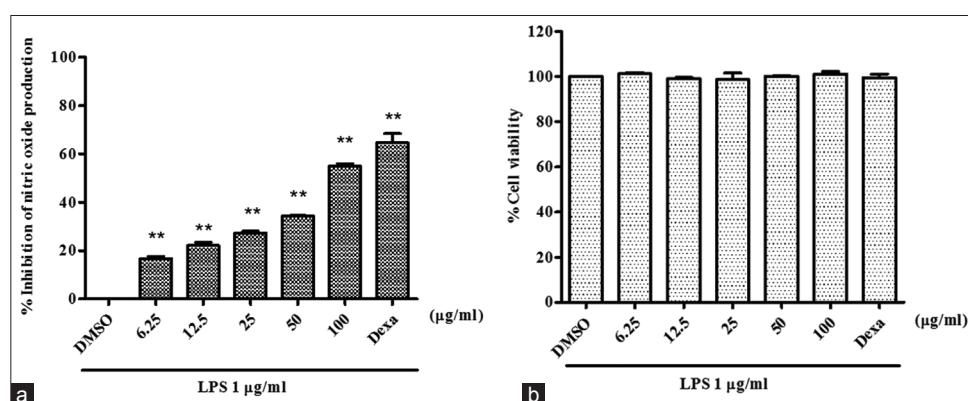 % Inhibition of nitric oxide production
100
80
60
40
20
0
**
**
**
**
**
**
DMSO
6.25
12.5
25
50
100
Dexa
(µg/ml)
LPS 1 µg/ml
a
%Cell viability
120
100
80
60
40
20
0
DMSO
6.25
12.5
25
50
100
Dexa
(µg/ml)
LPS 1 µg/ml
b